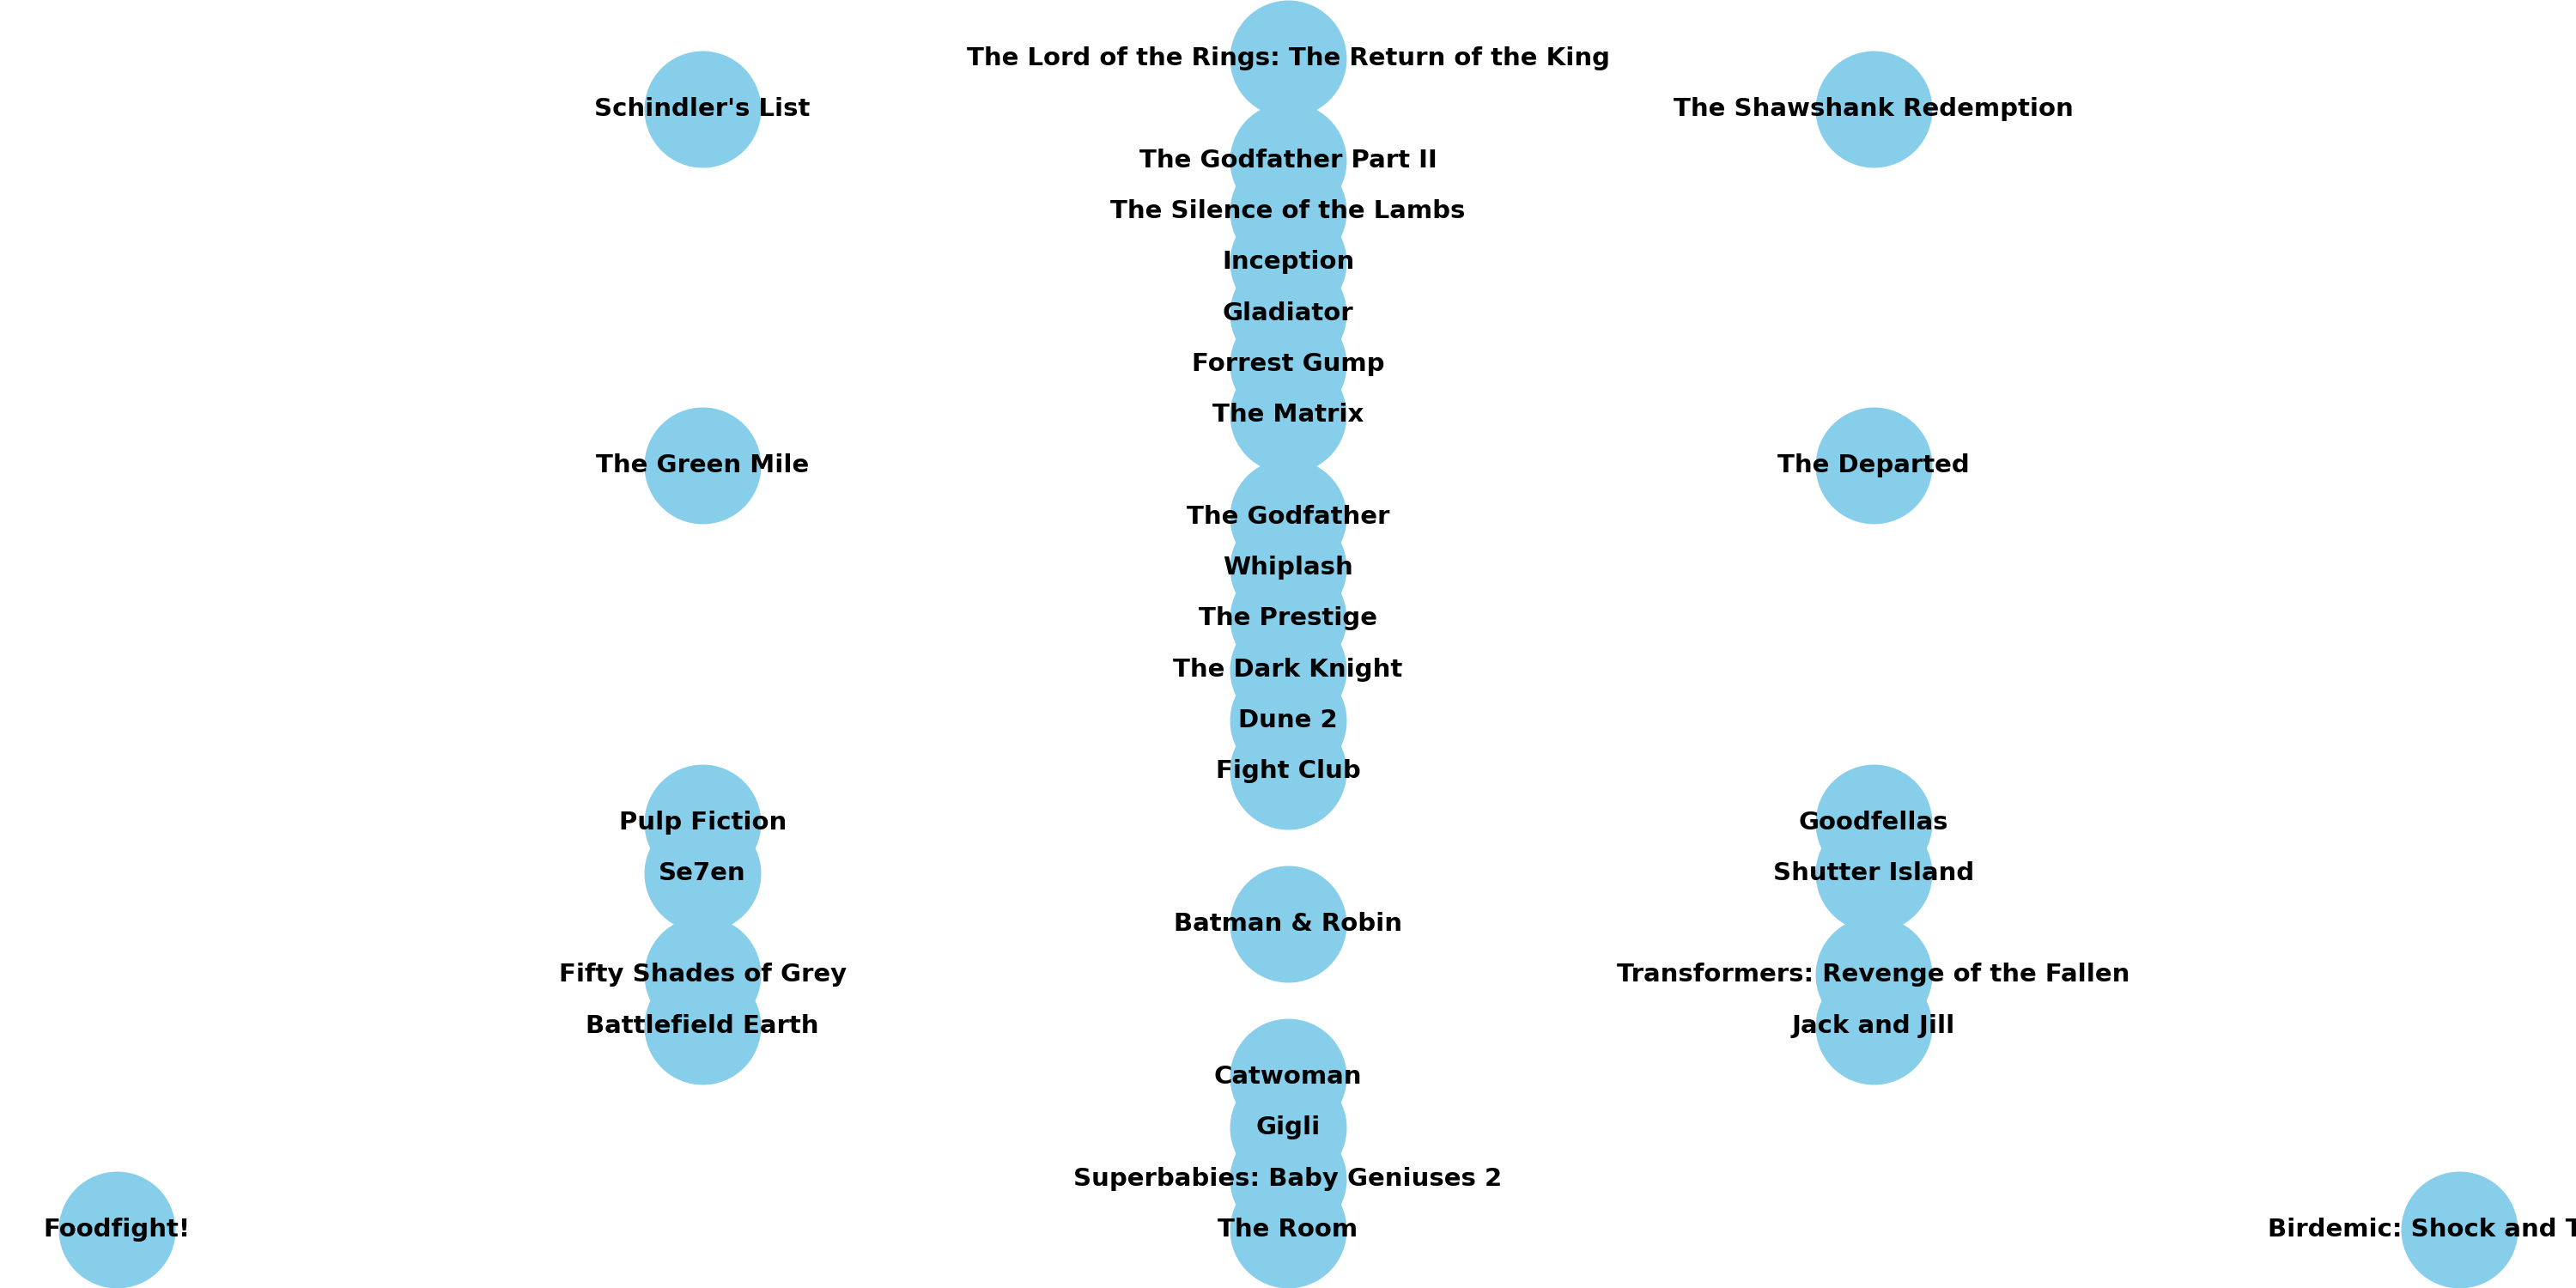 The Lord of the Rings: The Return of the King
Schindler's List
The Shawshank Redemption
The Godfather Part II
The Silence of the Lambs
Inception
Gladiator
Forrest Gump
The Matrix
The Green Mile
The Departed
The Godfather
Whiplash
The Prestige
The Dark Knight
Dune 2
Fight Club
Pulp Fiction
Goodfellas
Se7en
Shutter Island
Batman & Robin
Fifty Shades of Grey
Transformers: Revenge of the Fallen
Battlefield Earth
Jack and Jill
Catwoman
Gigli
Superbabies: Baby Geniuses 2
Foodfight!
The Room
Birdemic: Shock and